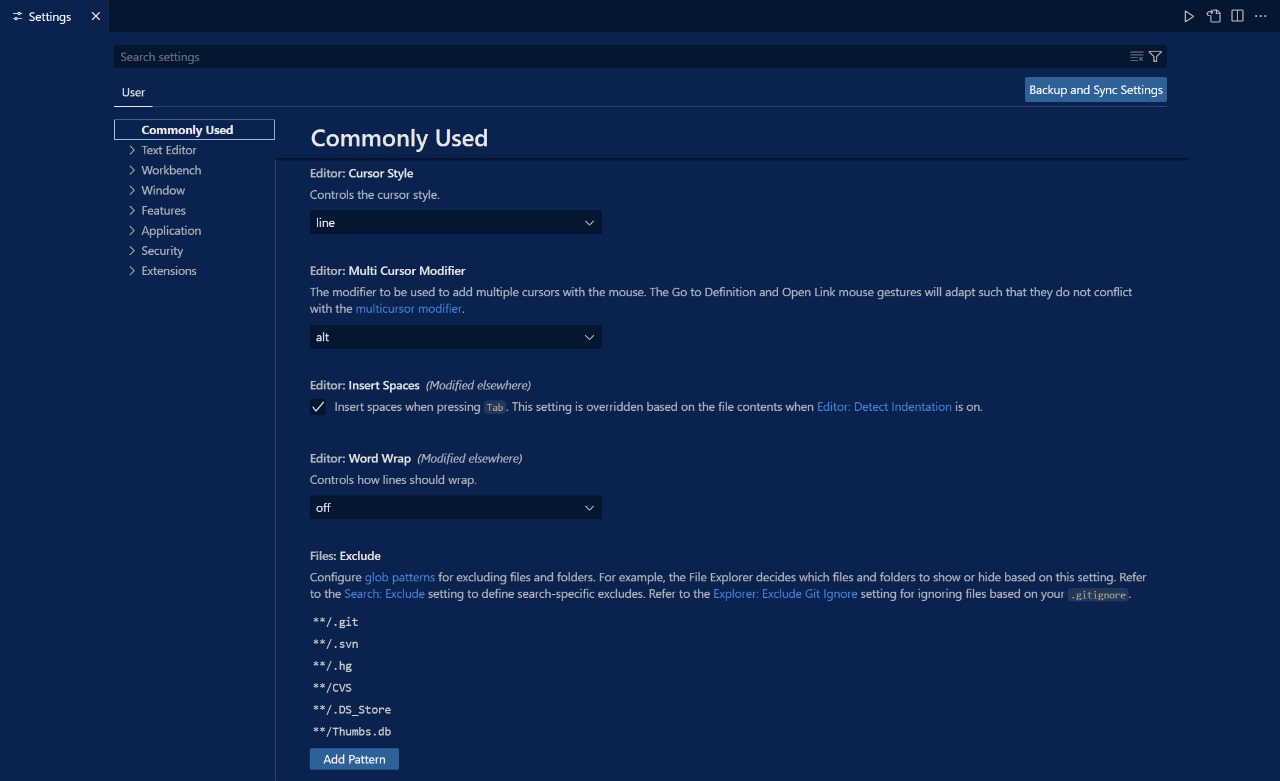 Settings
Search settings
User
Backup and Sync Settings
Commonly Used
Text Editor
Workbench
Window
Features
Application
Security
Extensions
Commonly Used
Editor: Cursor Style
Controls the cursor style.
line
Editor: Multi Cursor Modifier
The modifier to be used to add multiple cursors with the mouse. The Go to Definition and Open Link mouse gestures will adapt such that they do not conflict
with the multicursor modifier.
alt
Editor: Insert Spaces (Modified elsewhere)
Insert spaces when pressing Tab. This setting is overridden based on the file contents when Editor: Detect Indentation is on.
Editor: Word Wrap (Modified elsewhere)
Controls how lines should wrap.
off
Files: Exclude
Configure glob patterns for excluding files and folders. For example, the File Explorer decides which files and folders to show or hide based on this setting. Refer
to the Search: Exclude setting to define search-specific excludes. Refer to the Explorer: Exclude Git Ignore setting for ignoring files based on your .gitignore.
**/.git
**/.svn
**/.hg
**/CVS
**/.DS_Store
**/Thumbs.db
Add Pattern